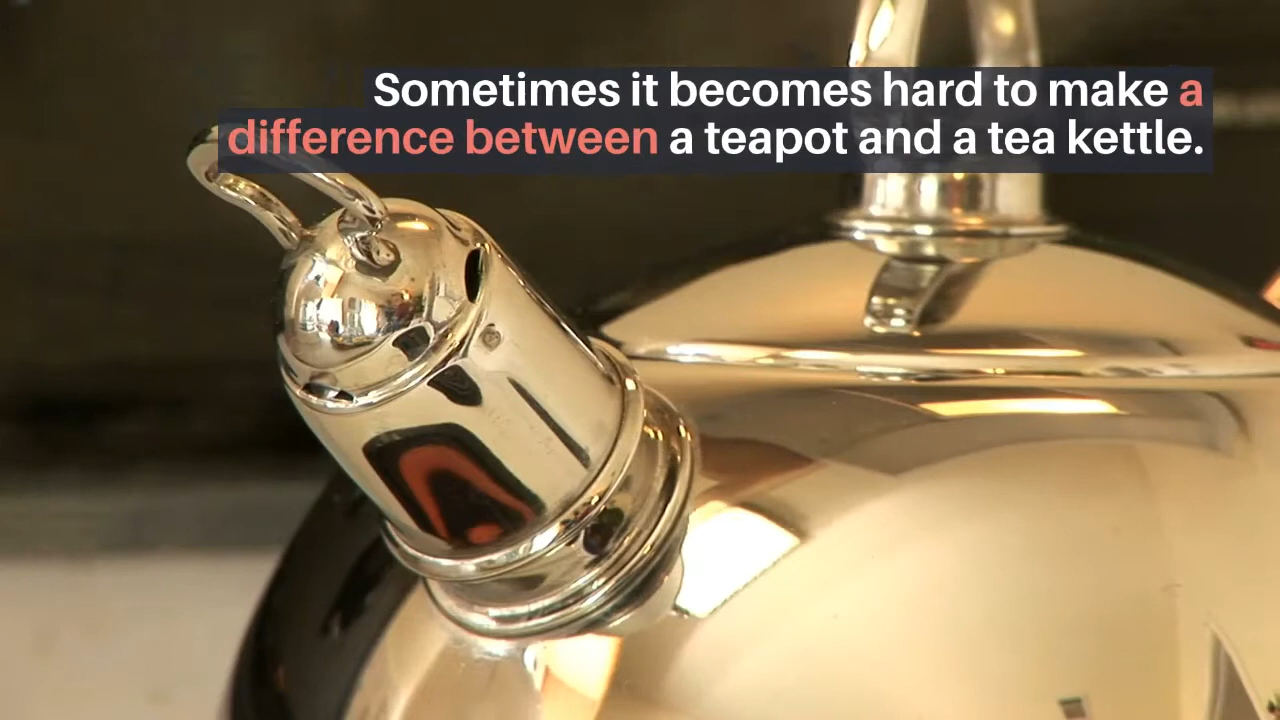 Sometimes it becomes hard to make a
difference between a teapot and a tea kettle.